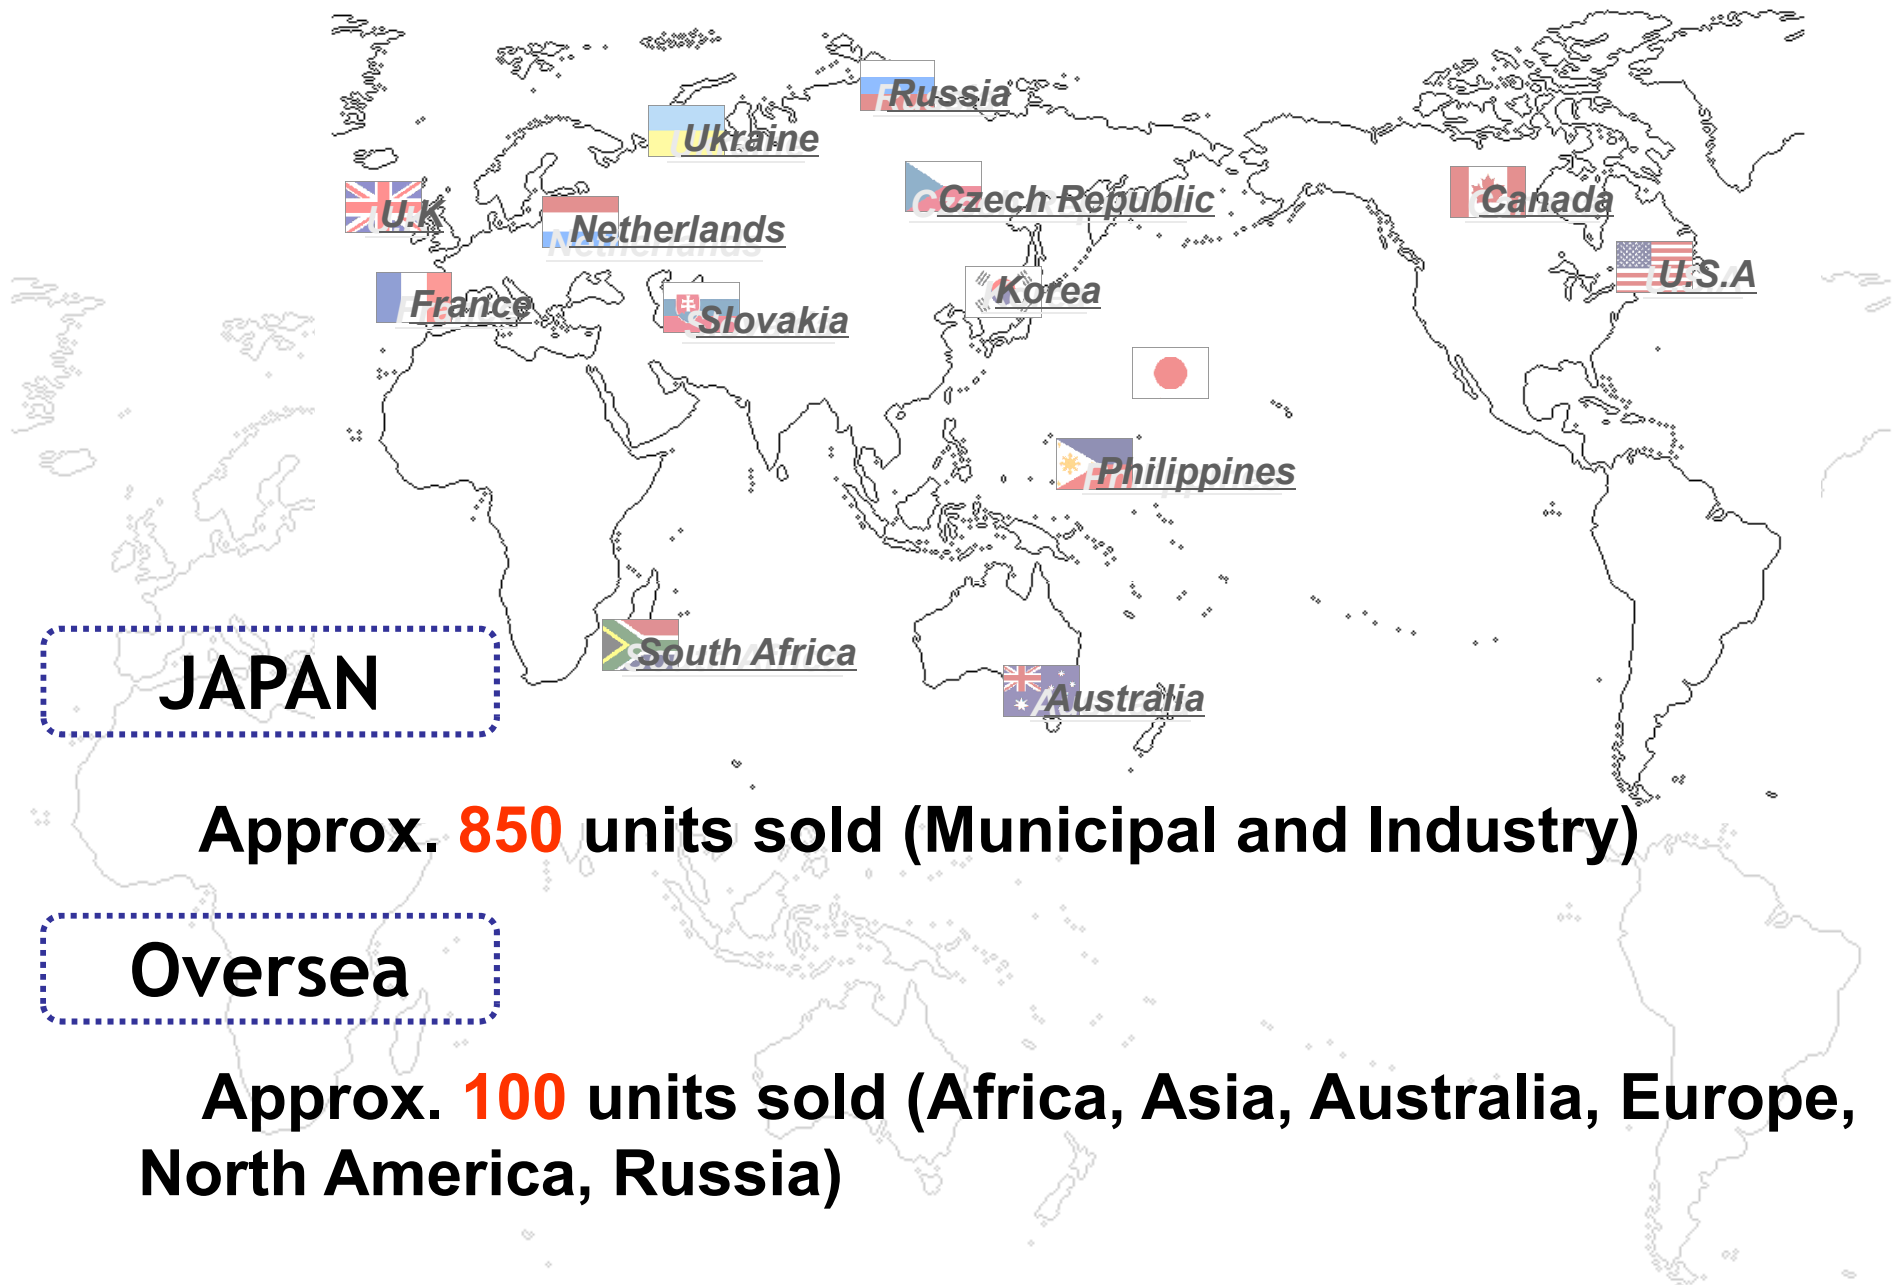 Russia
Ukraine
Czech Republic
Canada
U.K
Netherlands
U.S.A
France
Slovakia
Korea
Philippines
South Africa
Australia
JAPAN
Approx. 850 units sold (Municipal and Industry)
Oversea
Approx. 100 units sold (Africa, Asia, Australia, Europe,
North America, Russia)